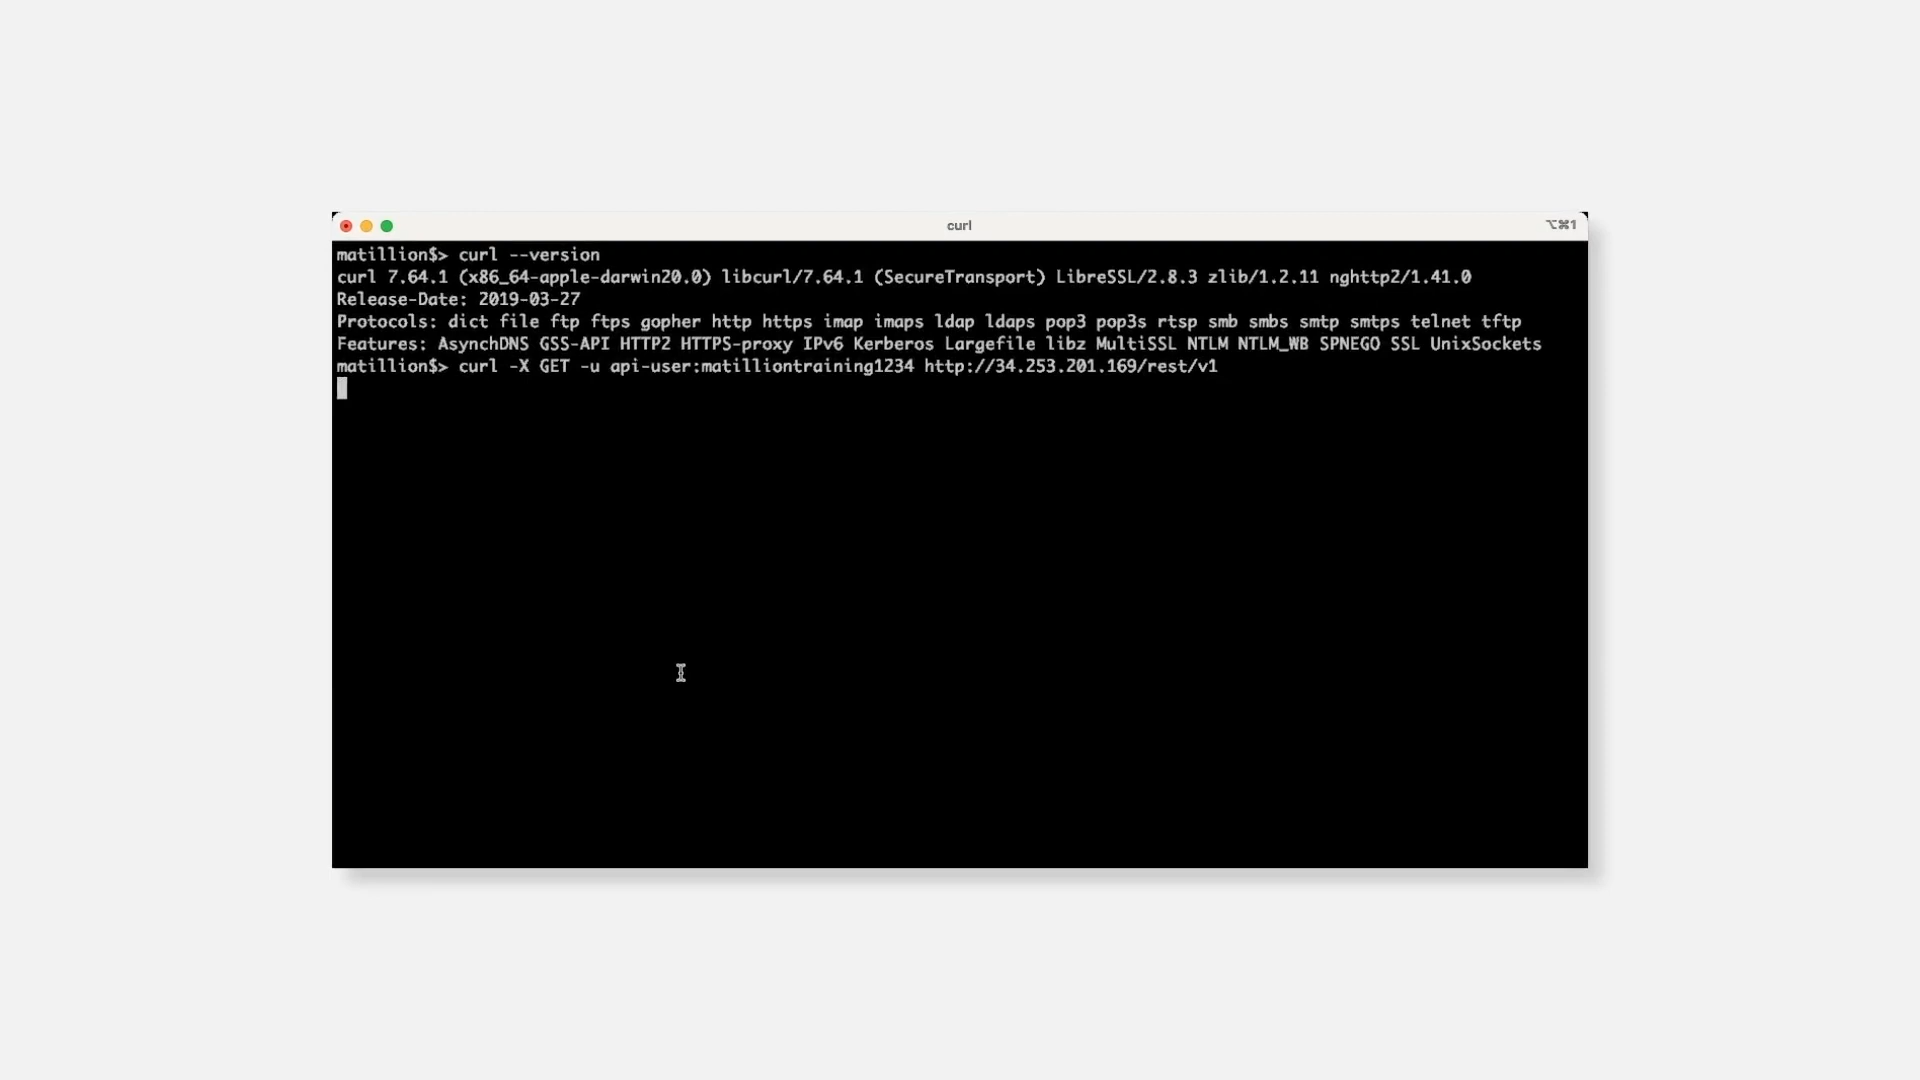 curl
⌥⌘1
matillion$> curl --version
curl 7.64.1 (x86_64-apple-darwin20.0) libcurl/7.64.1 (SecureTransport) LibreSSL/2.8.3 zlib/1.2.11 nghttp2/1.41.0
Release-Date: 2019-03-27
Protocols: dict file ftp ftps gopher http https imap imaps ldap ldaps pop3 pop3s rtsp smb smbs smtp smtps telnet tftp
Features: AsynchDNS GSS-API HTTP2 HTTPS-proxy IPv6 Kerberos Largefile libz MultiSSL NTLM NTLM_WB SPNEGO SSL UnixSockets
matillion$> curl -X GET -u api-user:matilliontraining1234 http://34.253.201.169/rest/v1